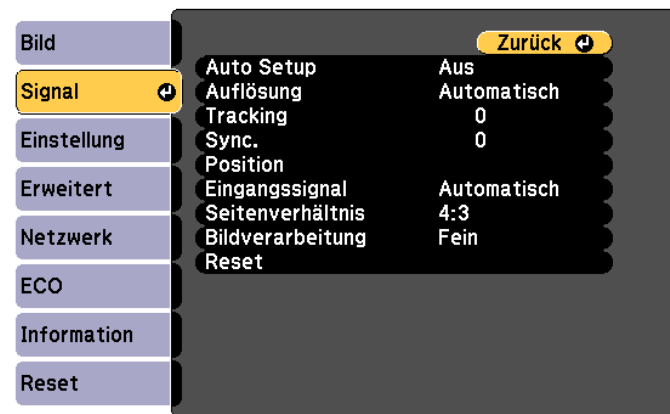 Bild
Signal
Einstellung
Erweitert
Netzwerk
ECO
Information
Reset
Zurück
Auto Setup Aus
Auflösung Automatisch
Tracking 0
Sync. 0
Position
Eingangssignal Automatisch
Seitenverhältnis 4:3
Bildverarbeitung Fein
Reset